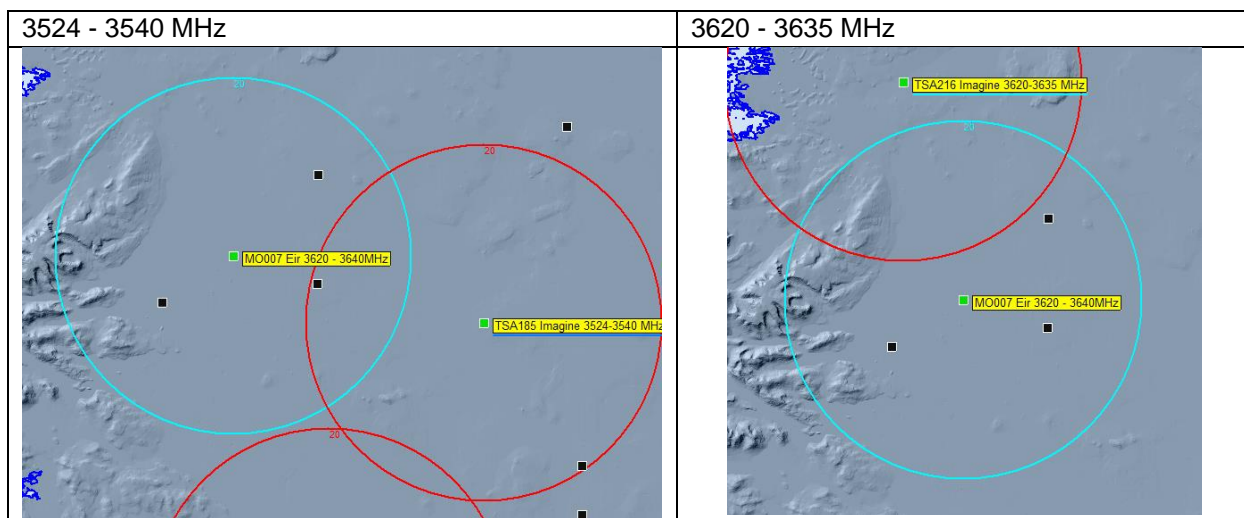 3524 - 3540 MHz
3620 - 3635 MHz
20
20
MO007 Eir 3620 - 3640MHz
TSA185 Imagine 3524-3540 MHz
20
TSA216 Imagine 3620-3635 MHz
20
MO007 Eir 3620 - 3640MHz